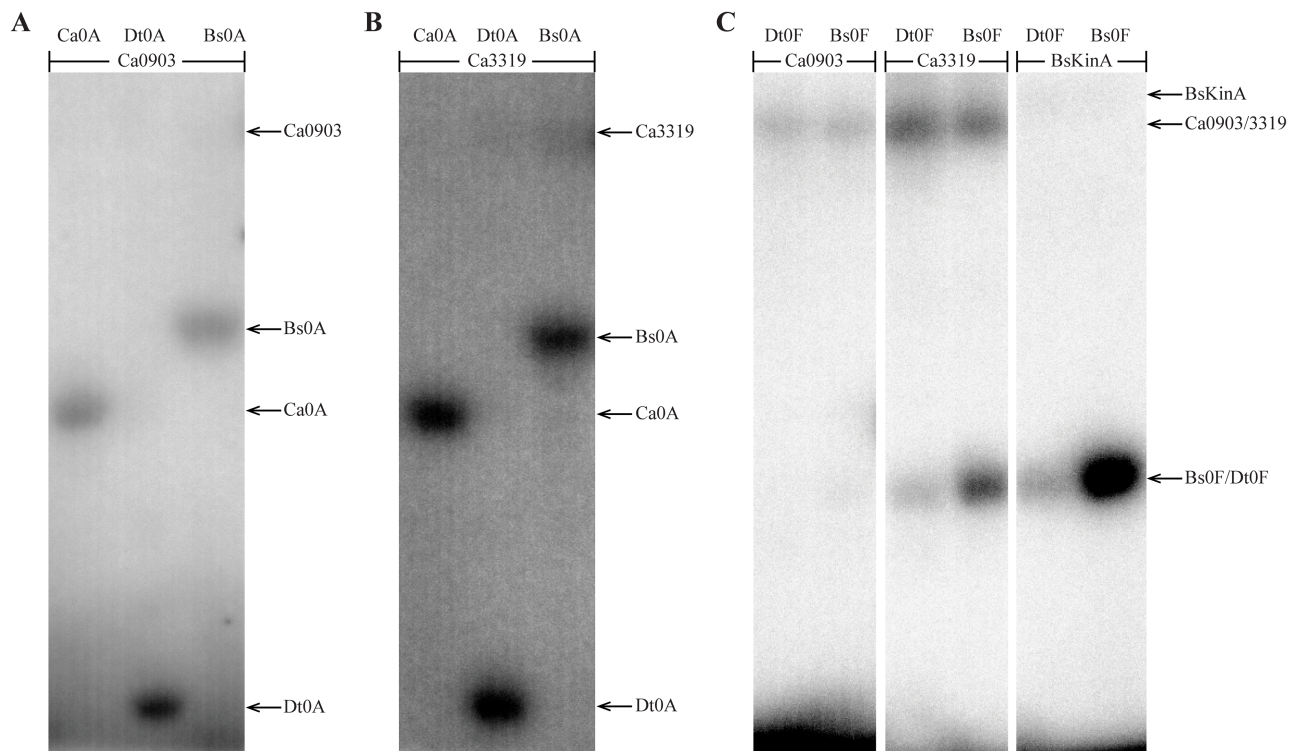 A
Ca0A Dt0A Bs0A
Ca0903
Ca0903
Bs0A
Ca0A
Dt0A
B
Ca0A Dt0A Bs0A
Ca3319
Ca3319
Bs0A
Ca0A
Dt0A
C
Dt0F Bs0F Dt0F Bs0F Dt0F Bs0F
Ca0903 Ca3319 BsKinA
BsKinA
Ca0903/3319
Bs0F/Dt0F